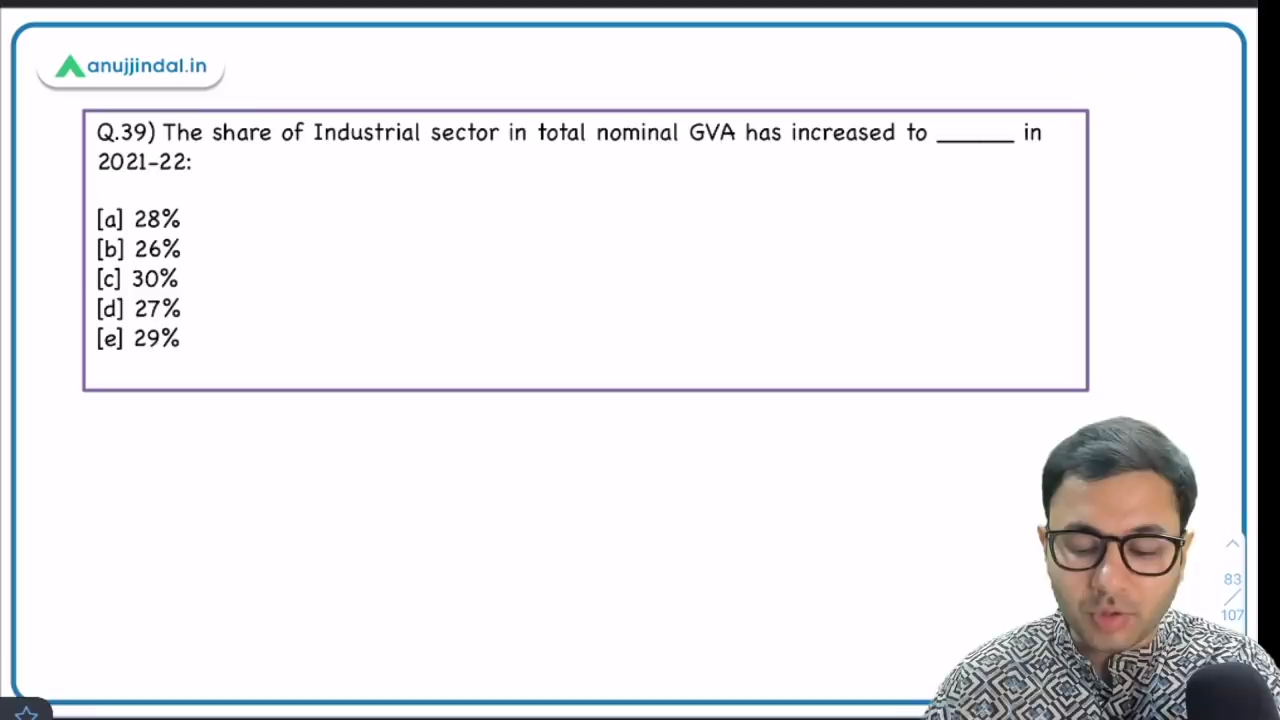 anujjindal.in
Q.39) The share of Industrial sector in total nominal GVA has increased to ______ in
2021-22:
[a] 28%
[b] 26%
[c] 30%
[d] 27%
[e] 29%
83
107